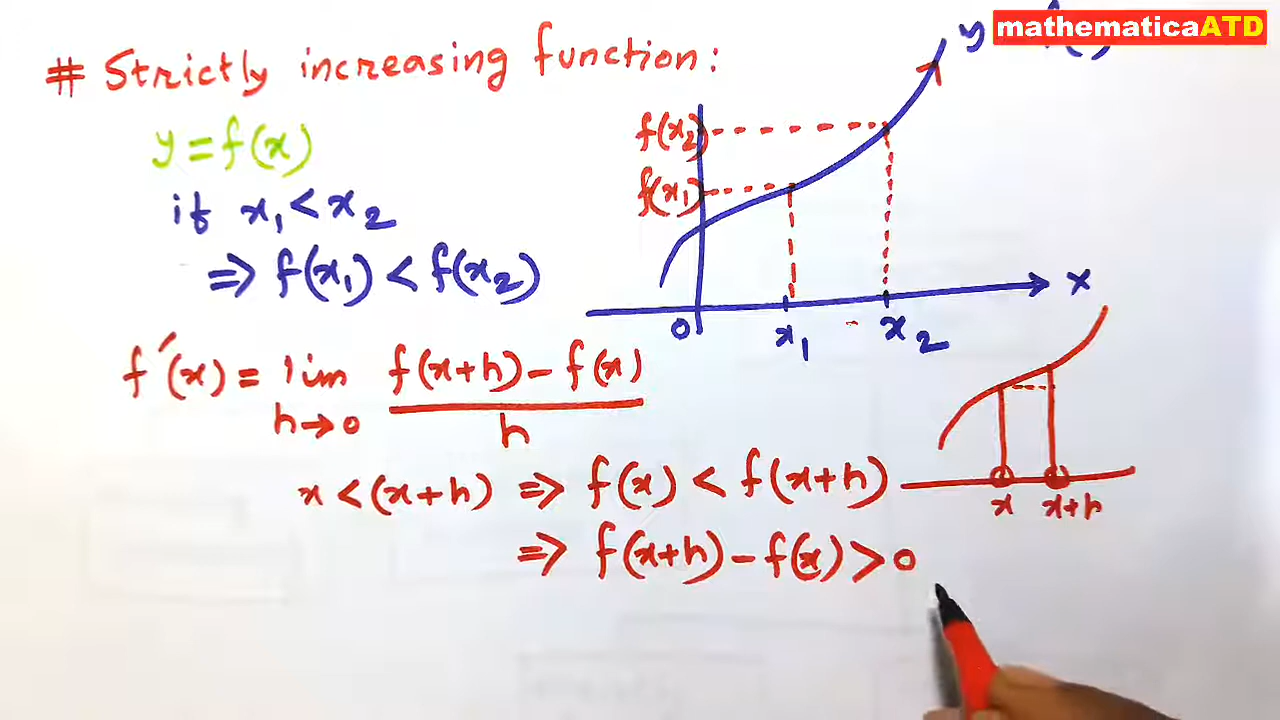 mathematicaATD
# Strictly increasing function:
y = f(x)
if x₁ < x₂
⇒ f(x₁) < f(x₂)
y
f(x₂)
f(x₁)
0 x₁ x₂ x
f′(x) = lim h→0 f(x+h) − f(x) / h
x < (x+h) ⇒ f(x) < f(x+h)
⇒ f(x+h) − f(x) > 0
x x+h